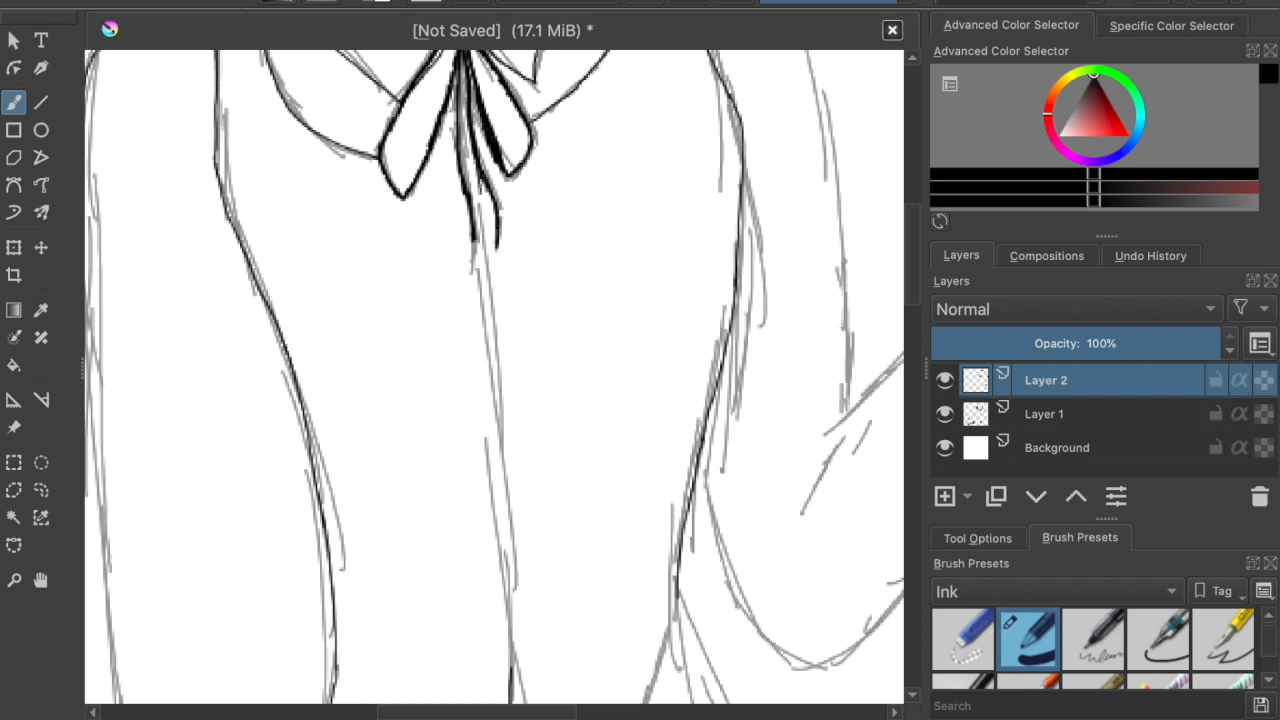 [Not Saved]  (17.1 MiB) *
Advanced Color Selector
Specific Color Selector
Advanced Color Selector
Layers
Compositions
Undo History
Layers
Normal
Opacity:  100%
Layer 2
Layer 1
Background
Tool Options
Brush Presets
Brush Presets
Ink
Tag
Search